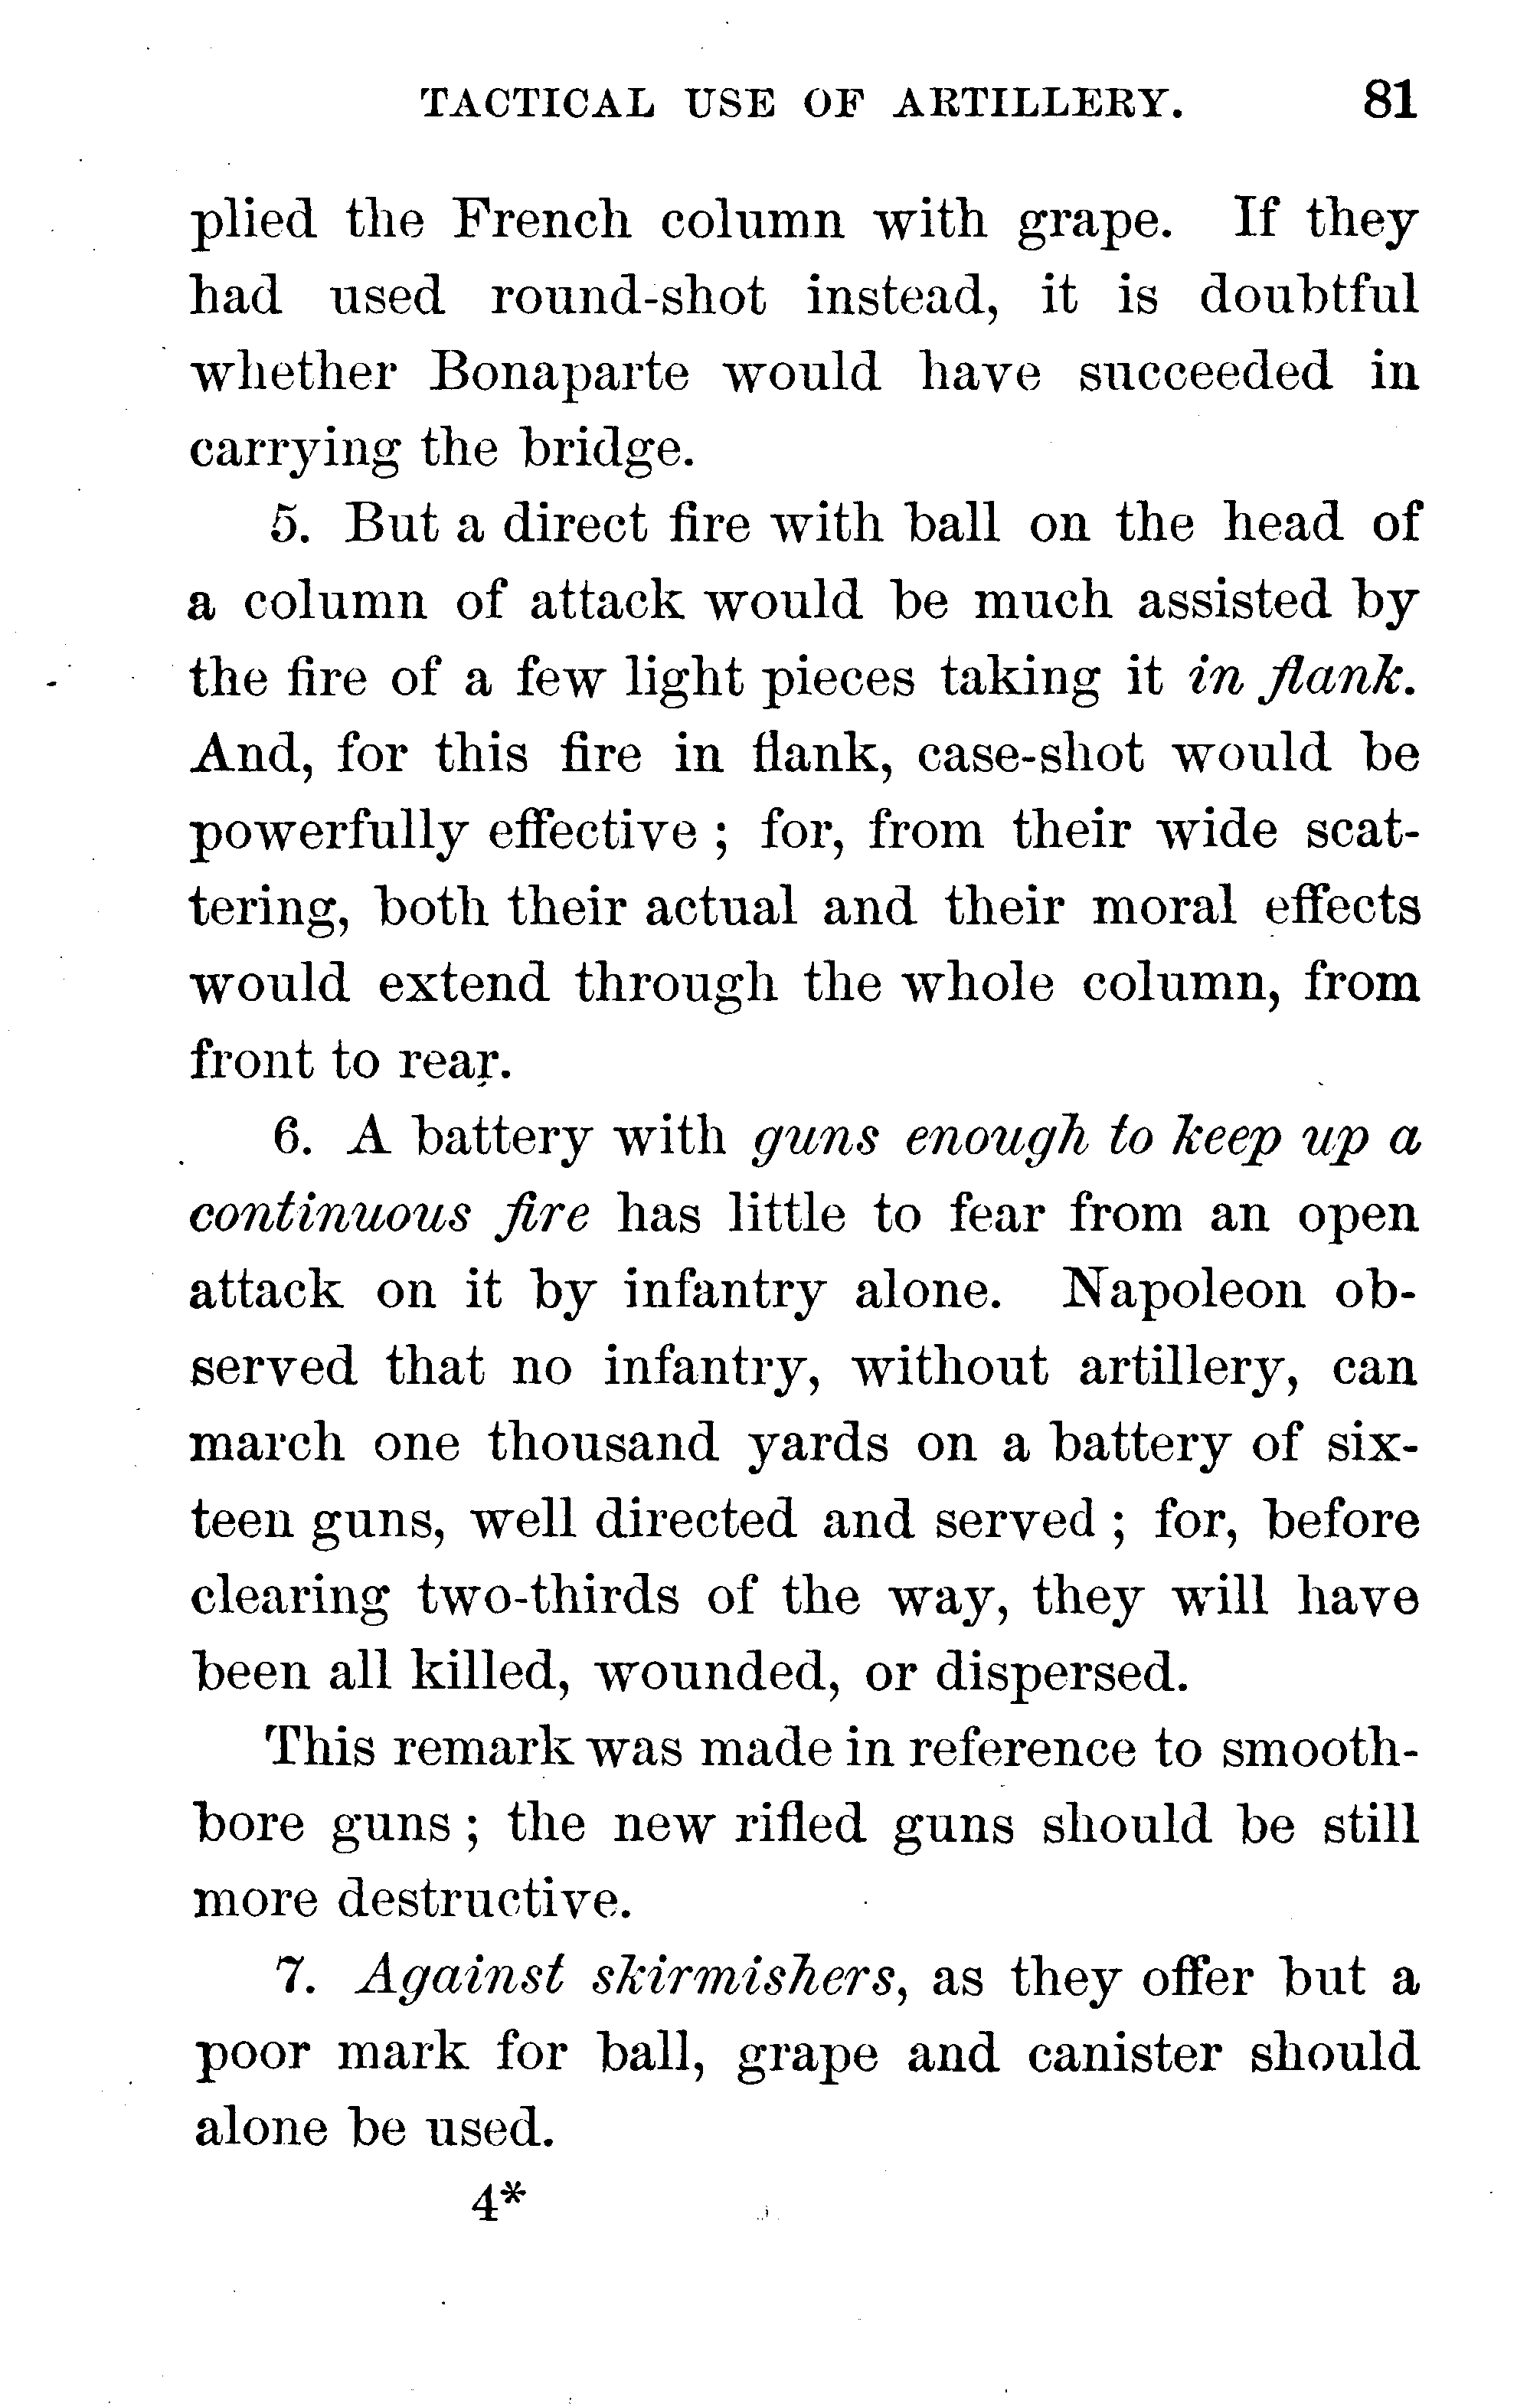 TACTICAL USE OF ARTILLERY. 81
plied the French column with grape. If they
had used round-shot instead, it is doubtful
whether Bonaparte would have succeeded in
carrying the bridge.
5. But a direct fire with ball on the head of
a column of attack would be much assisted by
the fire of a few light pieces taking it in flank.
And, for this fire in flank, case-shot would be
powerfully effective ; for, from their wide scat-
tering, both their actual and their moral effects
would extend through the whole column, from
front to rear.
6. A battery with guns enough to keep up a
continuous fire has little to fear from an open
attack on it by infantry alone. Napoleon ob-
served that no infantry, without artillery, can
march one thousand yards on a battery of six-
teen guns, well directed and served ; for, before
clearing two-thirds of the way, they will have
been all killed, wounded, or dispersed.
This remark was made in reference to smooth-
bore guns ; the new rifled guns should be still
more destructive.
7. Against skirmishers, as they offer but a
poor mark for ball, grape and canister should
alone be used.
4*